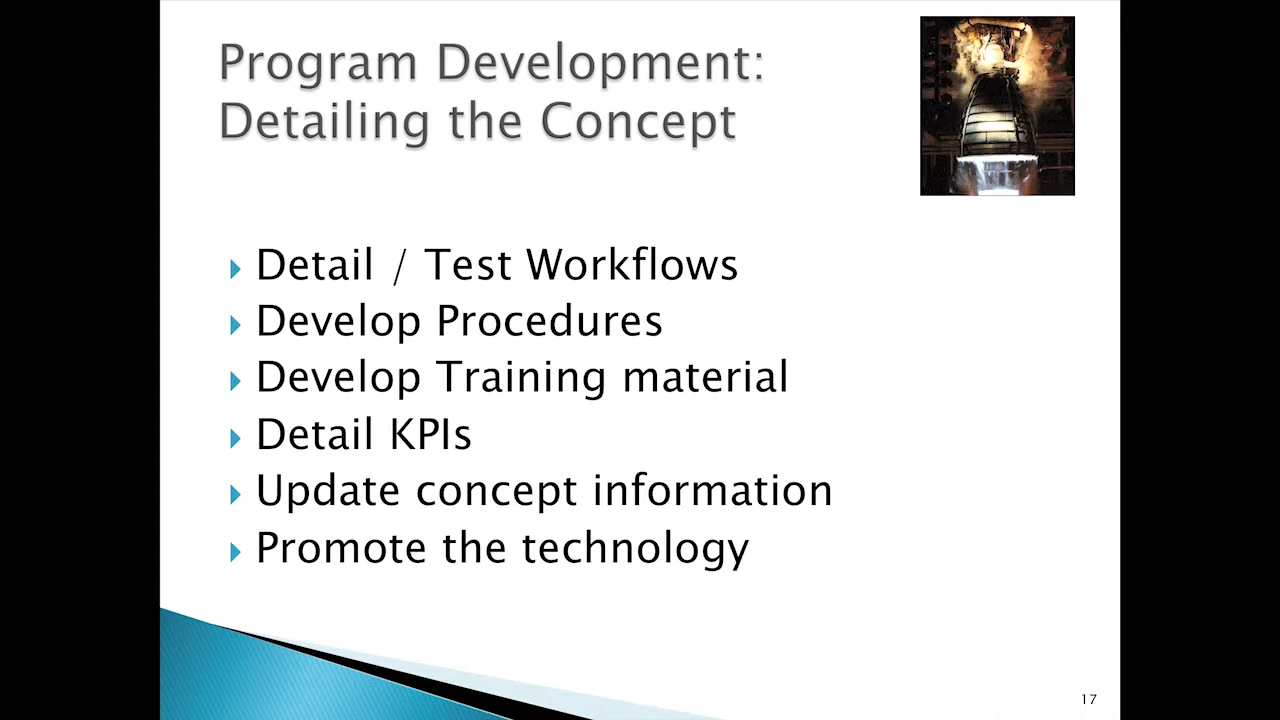 Program Development:
Detailing the Concept
Detail / Test Workflows
Develop Procedures
Develop Training material
Detail KPIs
Update concept information
Promote the technology
17